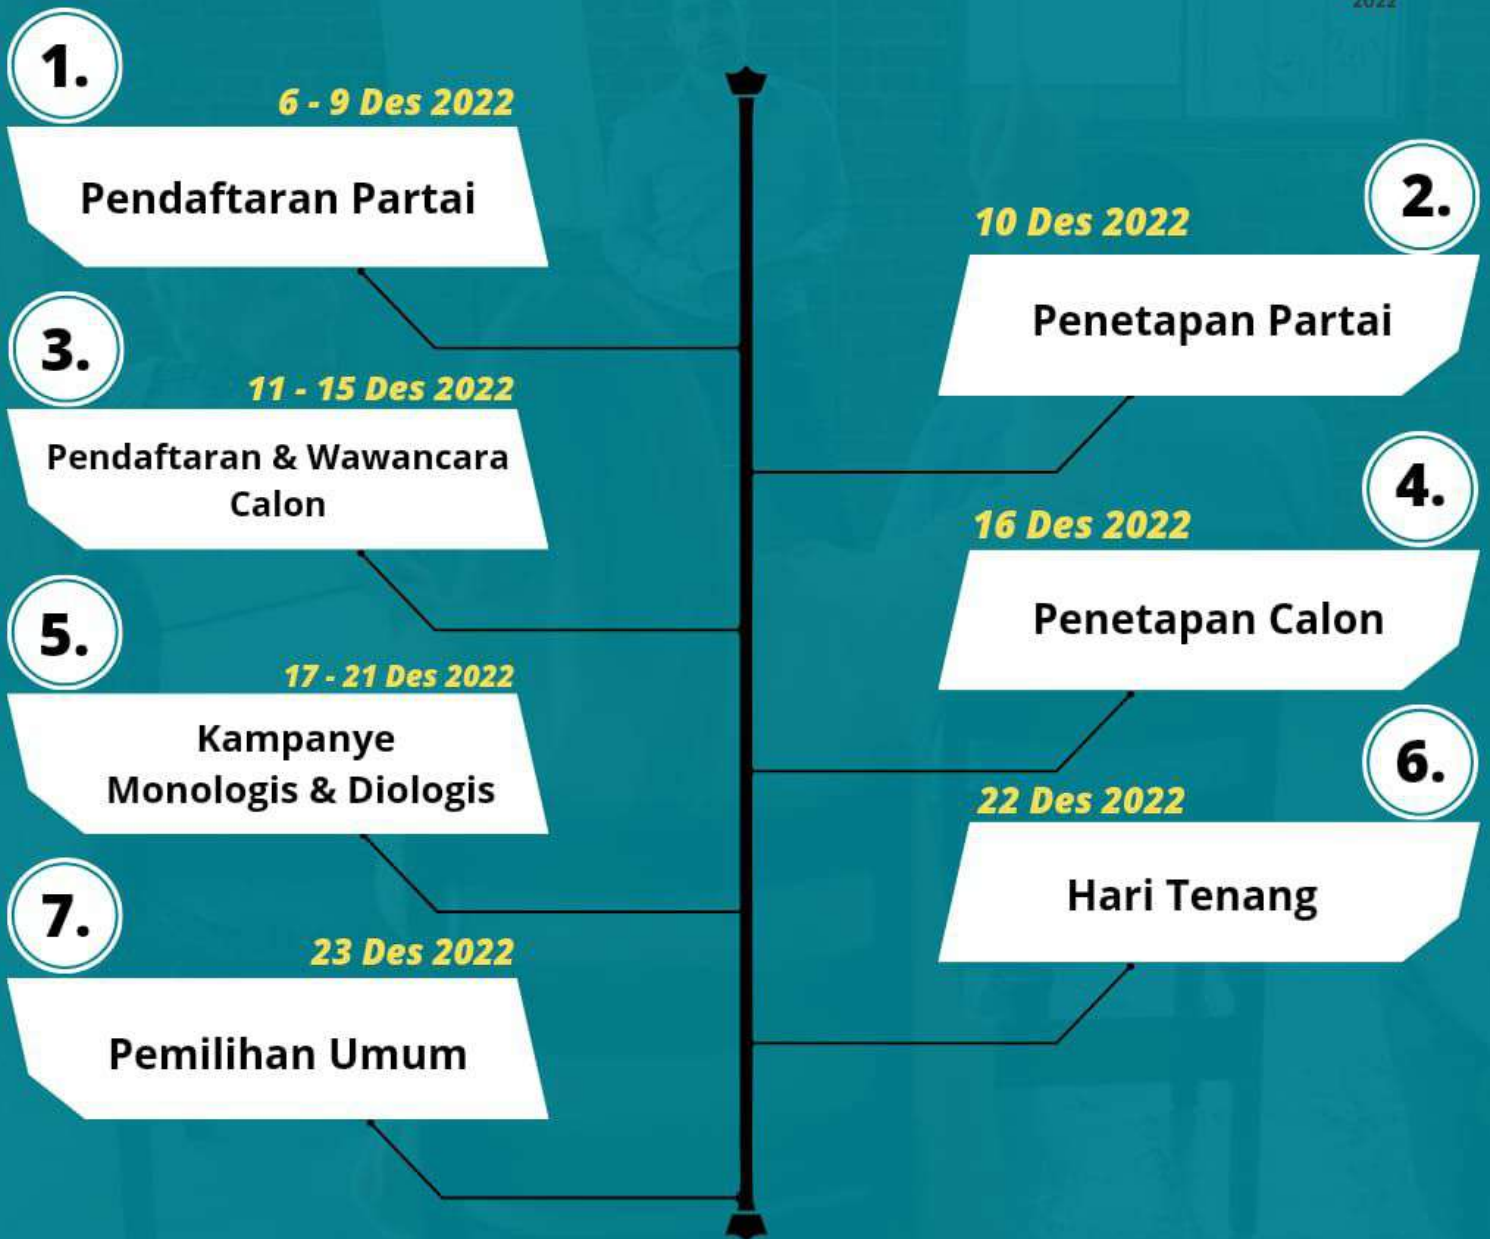 2022
1.
6 - 9 Des 2022
Pendaftaran Partai
2.
10 Des 2022
Penetapan Partai
3.
11 - 15 Des 2022
Pendaftaran & Wawancara
Calon
4.
16 Des 2022
Penetapan Calon
5.
17 - 21 Des 2022
Kampanye
Monologis & Diologis
6.
22 Des 2022
Hari Tenang
7.
23 Des 2022
Pemilihan Umum